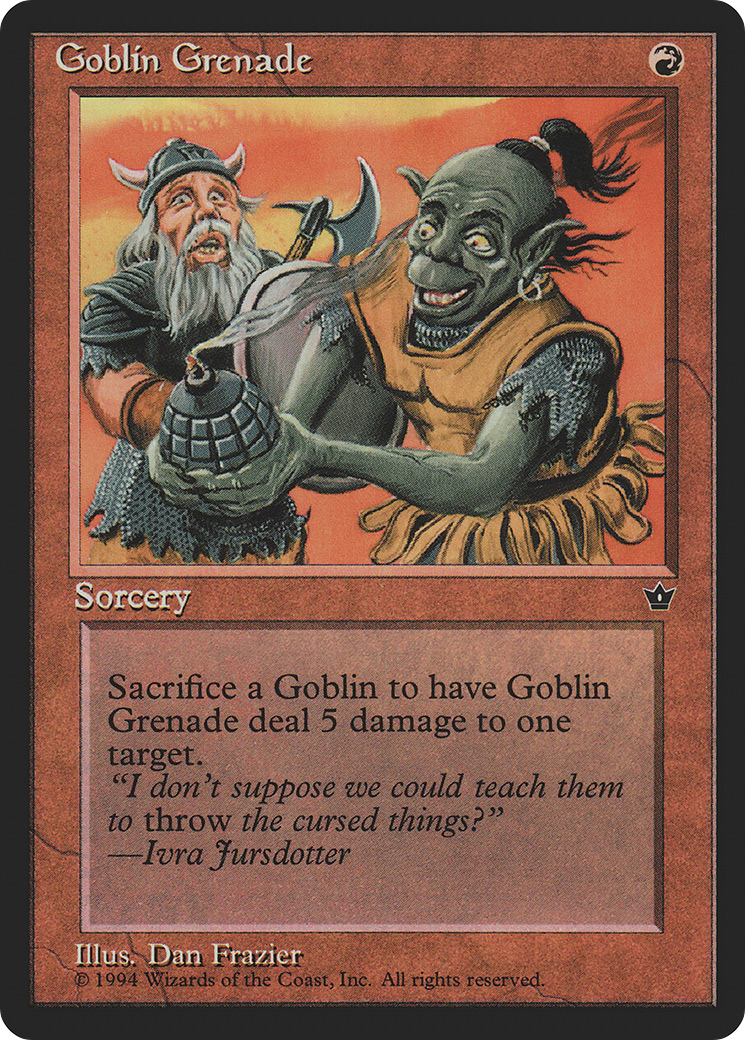 Goblin Grenade
Sorcery
Sacrifice a Goblin to have Goblin
Grenade deal 5 damage to one
target.
“I don’t suppose we could teach them
to throw the cursed things?”
—Ivra Jursdotter
Illus. Dan Frazier
© 1994 Wizards of the Coast, Inc. All rights reserved.